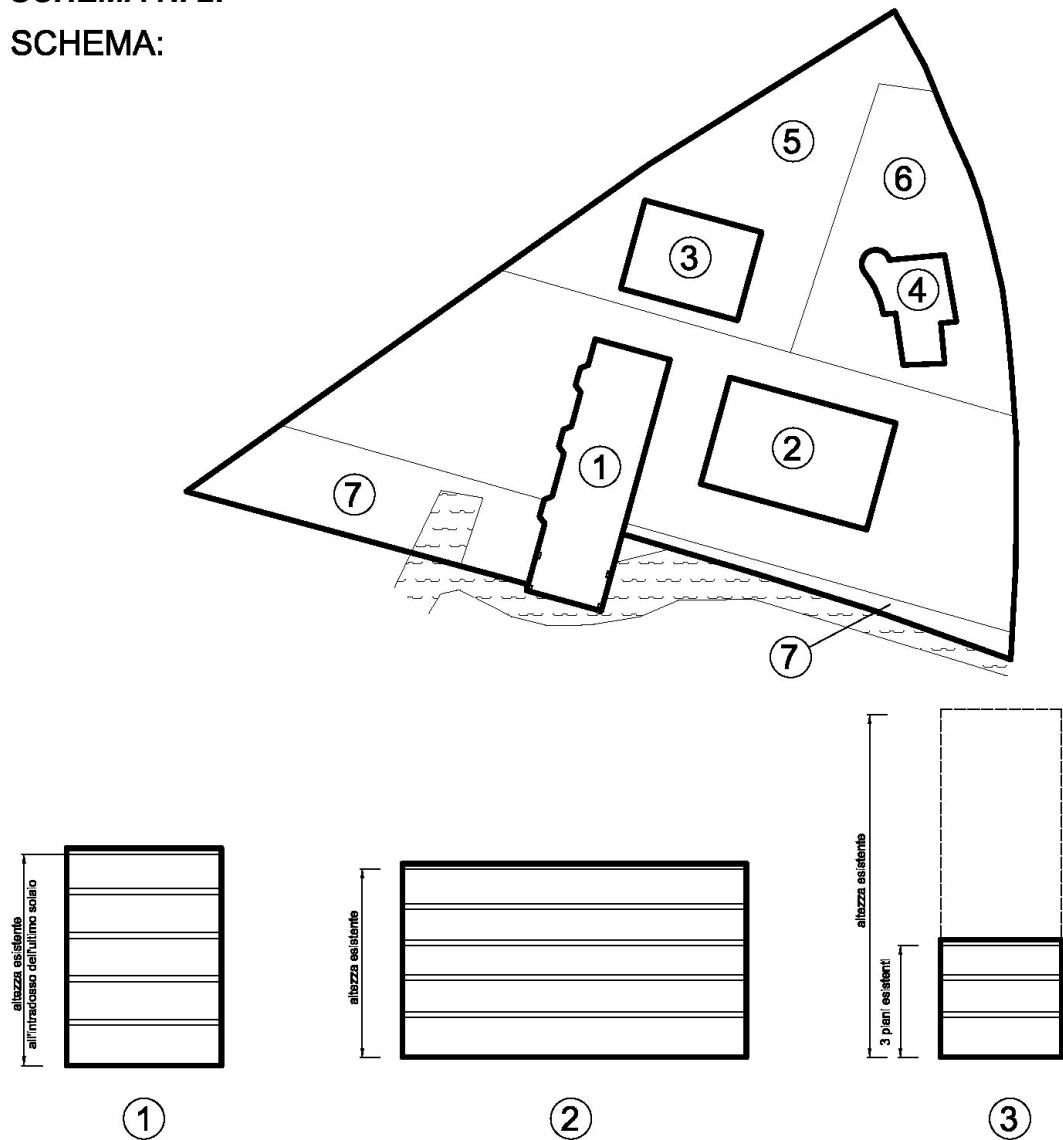 SCHEMA:
5
6
3
4
2
1
7
7
altezza esistente
all'intradosso dell'ultimo solaio
altezza esistente
altezza esistente
3 piani esistenti
1
2
3